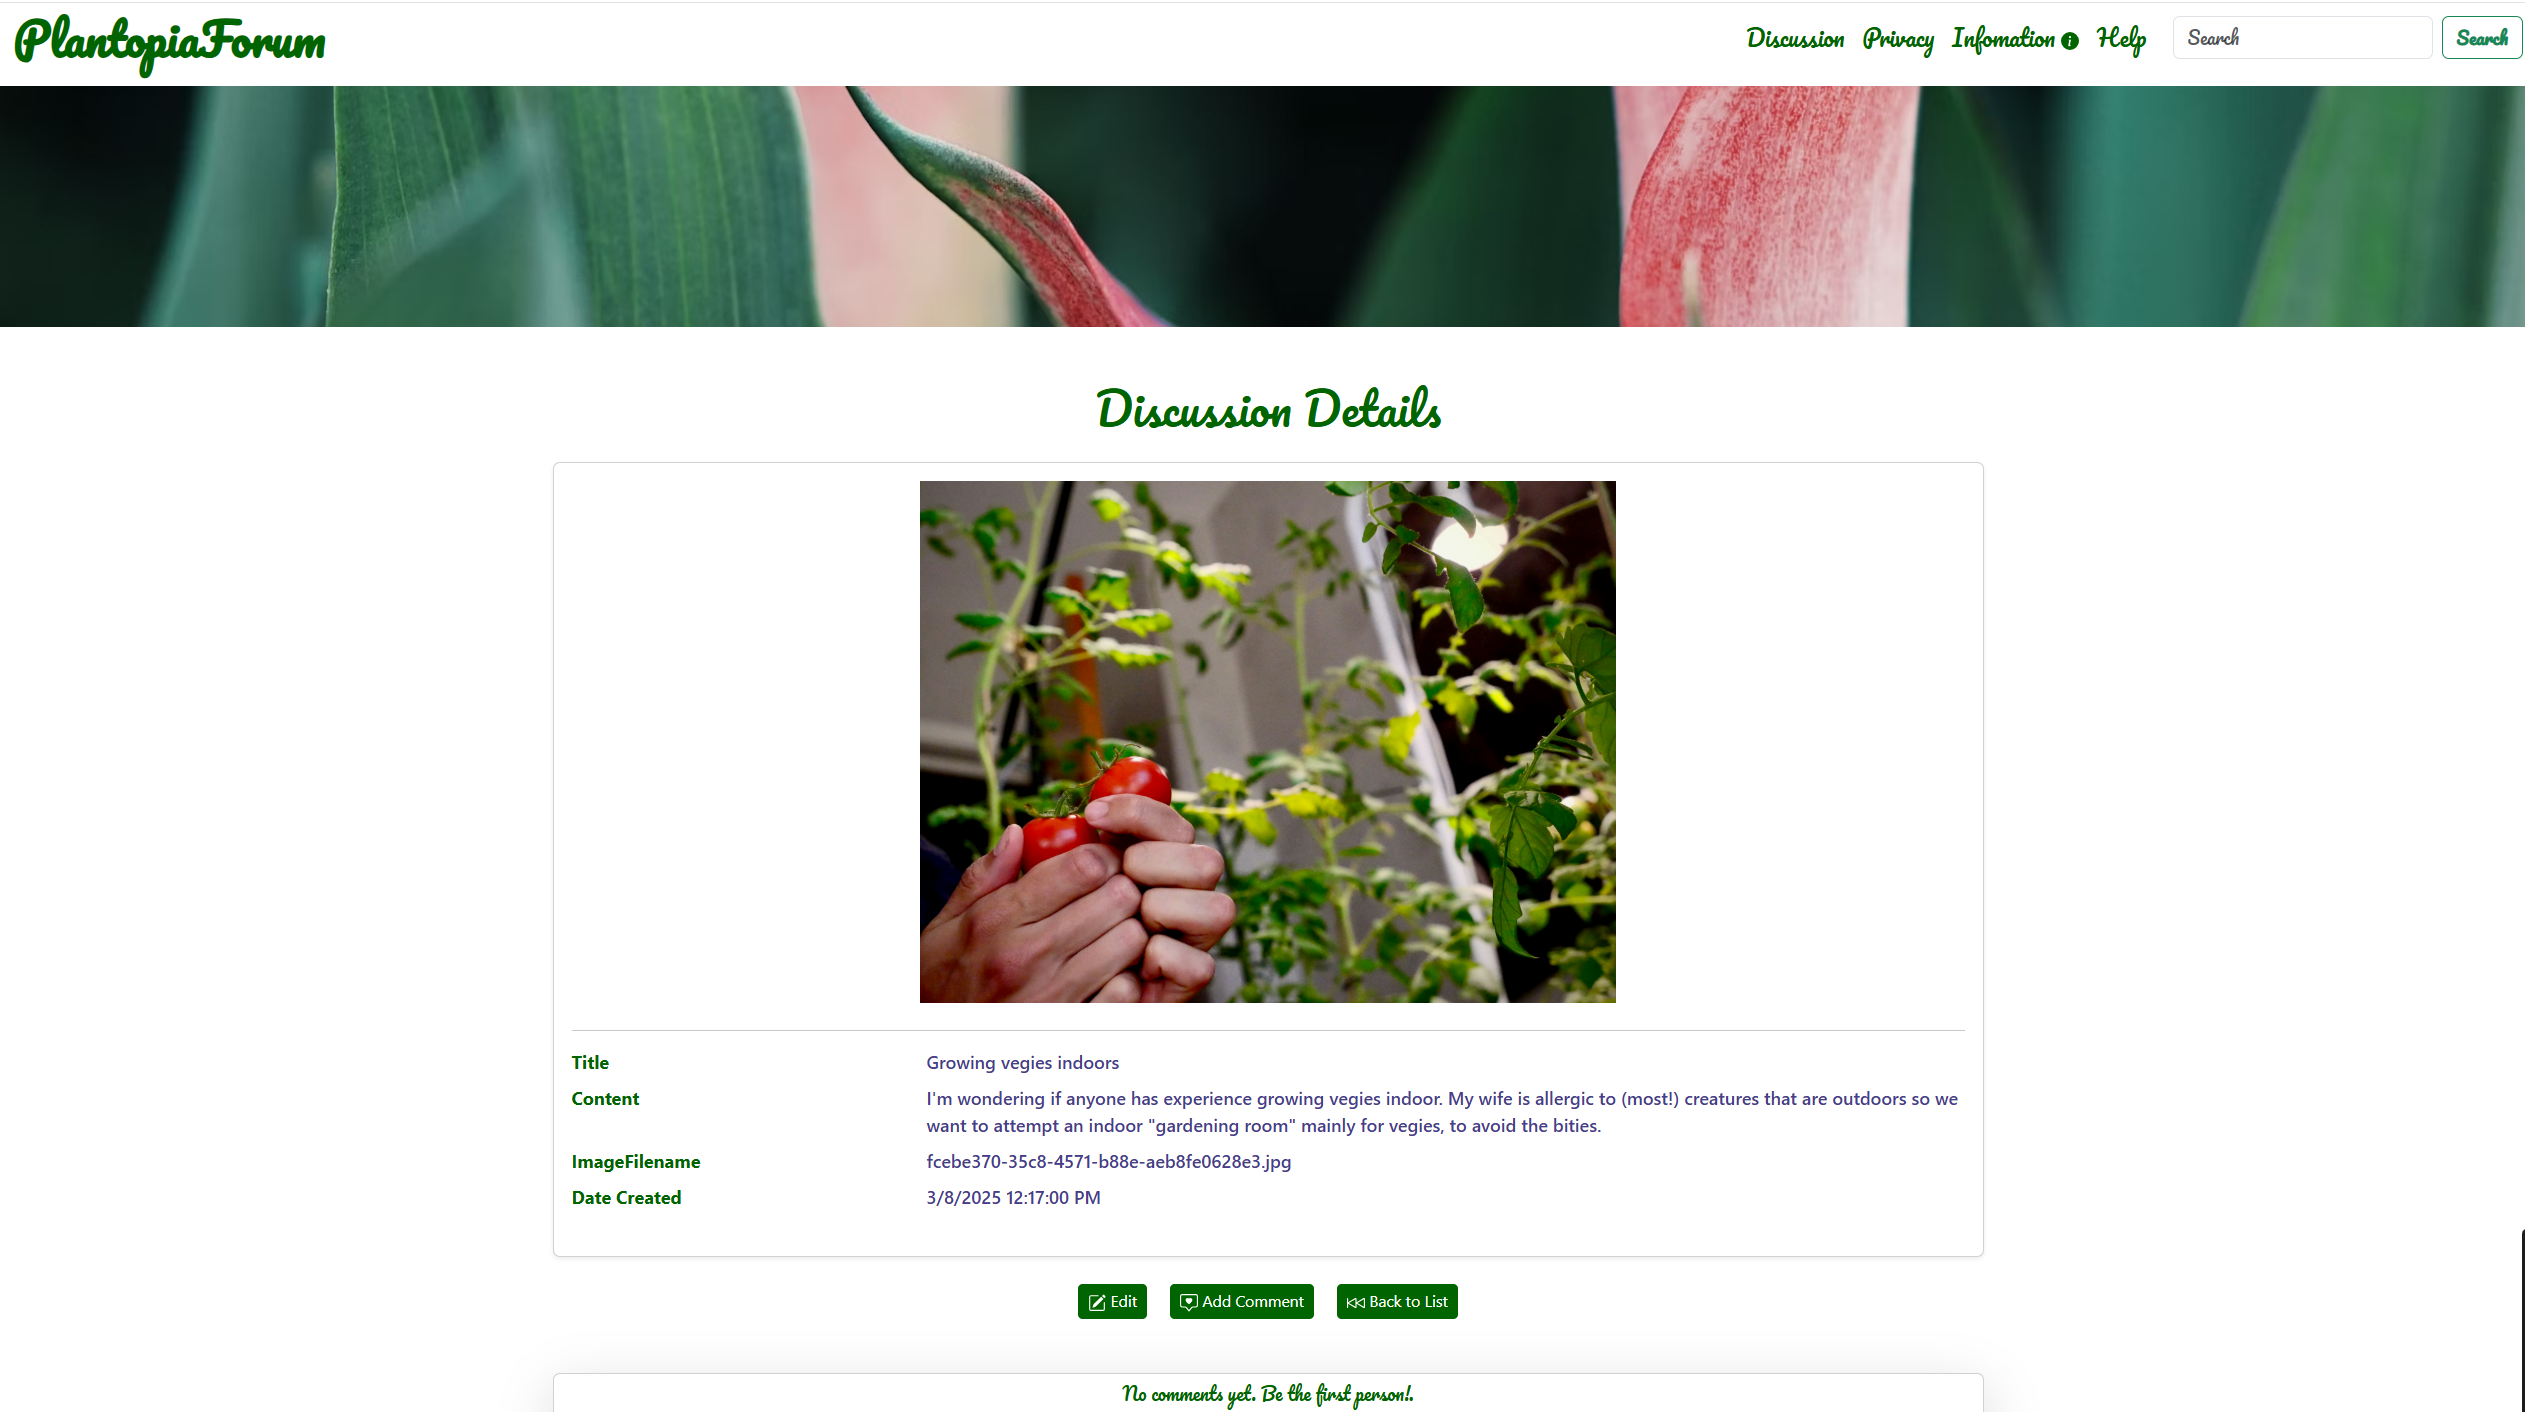 PlantopiaForum
Discussion Privacy Infomation Help Search Search
Discussion Details
Title Growing vegies indoors
Content I'm wondering if anyone has experience growing vegies indoor. My wife is allergic to (most!) creatures that are outdoors so we
want to attempt an indoor "gardening room" mainly for vegies, to avoid the bities.
ImageFilename fcebe370-35c8-4571-b88e-aeb8fe0628e3.jpg
Date Created 3/8/2025 12:17:00 PM
Edit Add Comment Back to List
No comments yet. Be the first person!.